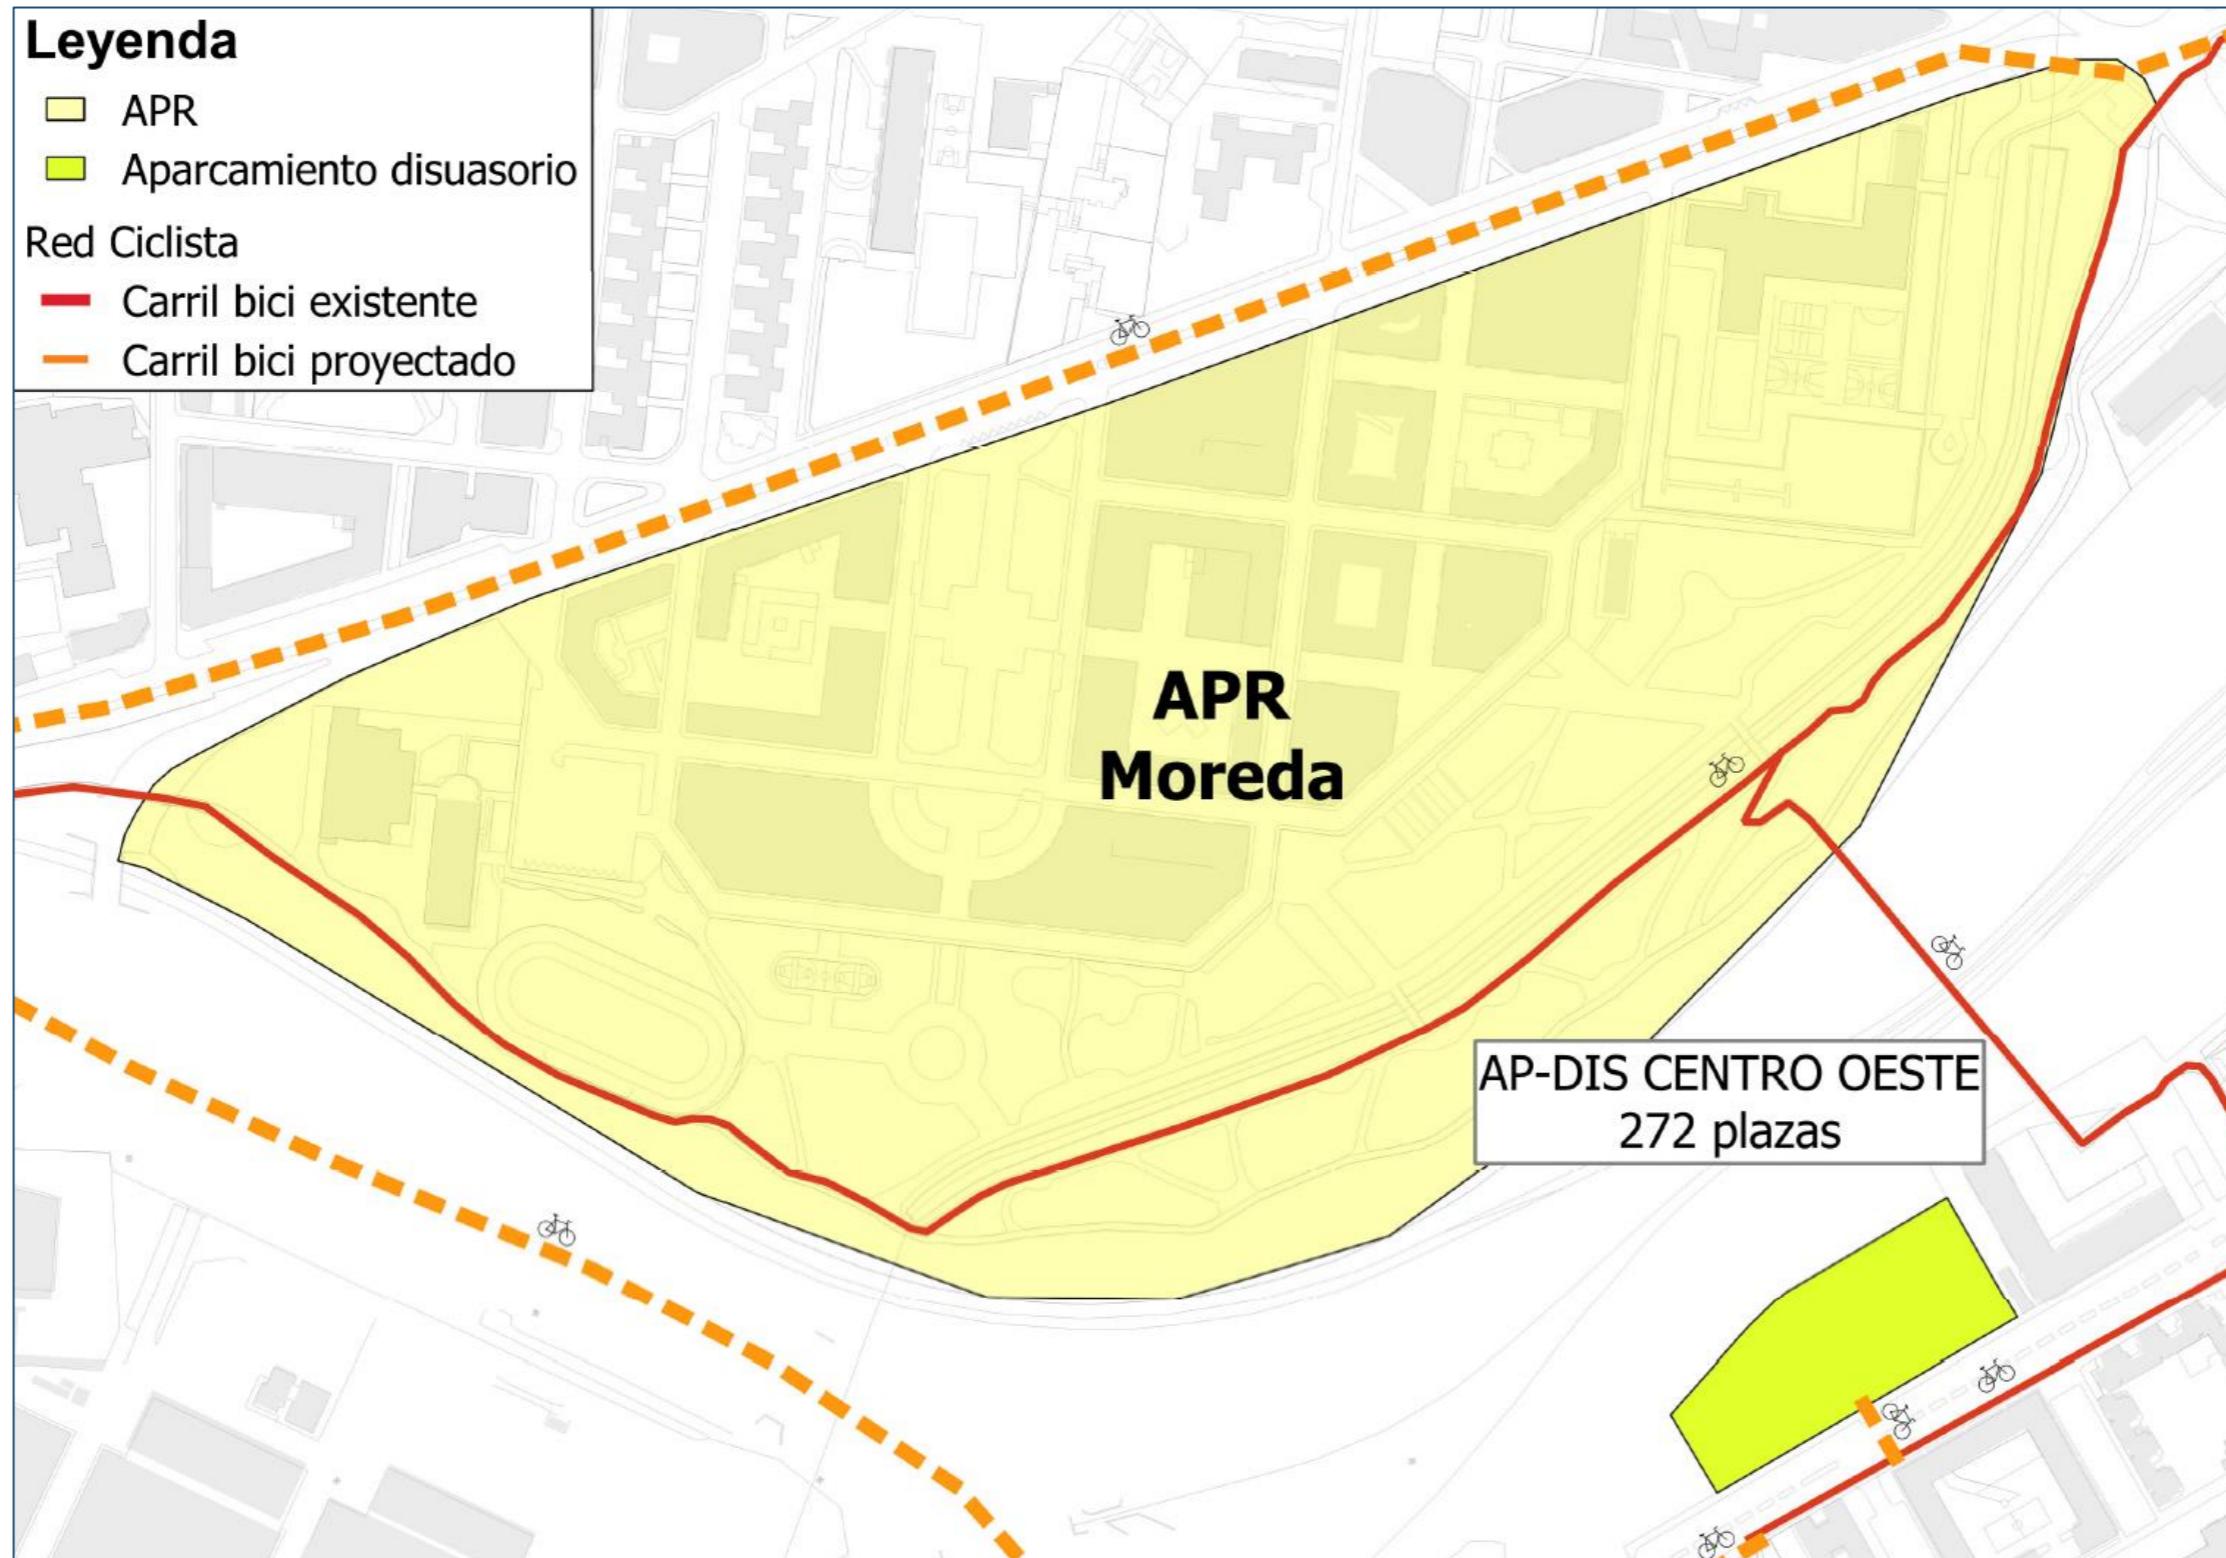 Leyenda
APR
Aparcamiento disuasorio
Red Ciclista
Carril bici existente
Carril bici proyectado
APR
Moreda
AP-DIS CENTRO OESTE
272 plazas